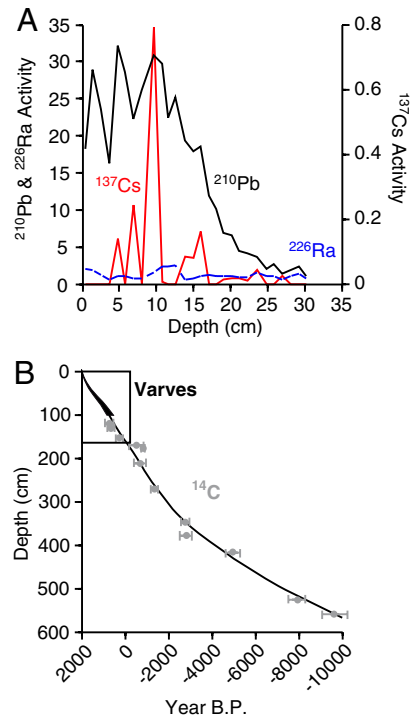 A
35
30
25
20
15
10
5
0
210Pb & 226Ra Activity
0.8
0.6
0.4
0.2
0
137Cs Activity
137Cs
210Pb
226Ra
0 5 10 15 20 25 30 35
Depth (cm)
B
0
100
200
300
400
500
600
Depth (cm)
Varves
14C
2000 0 -2000 -4000 -6000 -8000 -10000
Year B.P.